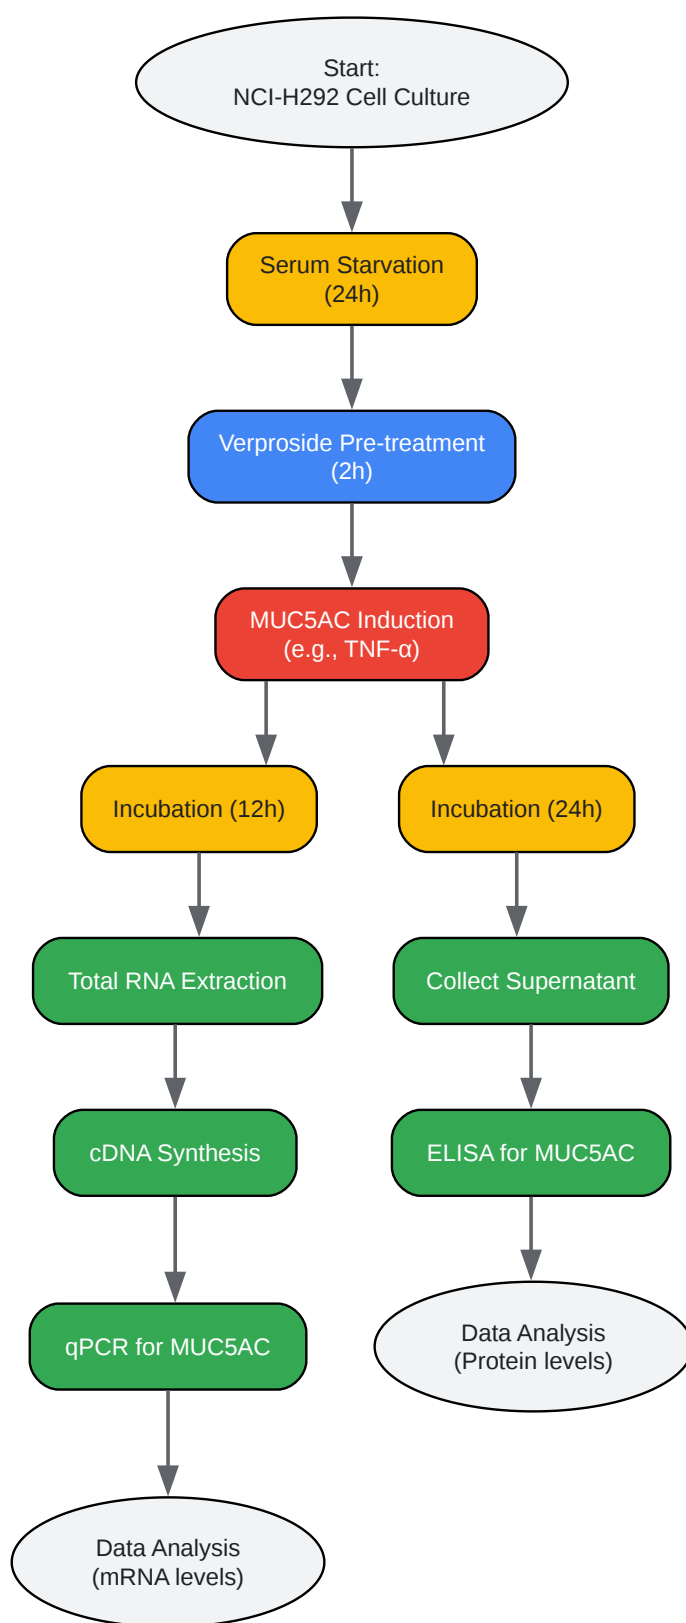 Start:
NCI-H292 Cell Culture
Serum Starvation
(24h)
Verproside Pre-treatment
(2h)
MUC5AC Induction
(e.g., TNF-α)
Incubation (12h)
Incubation (24h)
Total RNA Extraction
Collect Supernatant
cDNA Synthesis
ELISA for MUC5AC
qPCR for MUC5AC
Data Analysis
(Protein levels)
Data Analysis
(mRNA levels)